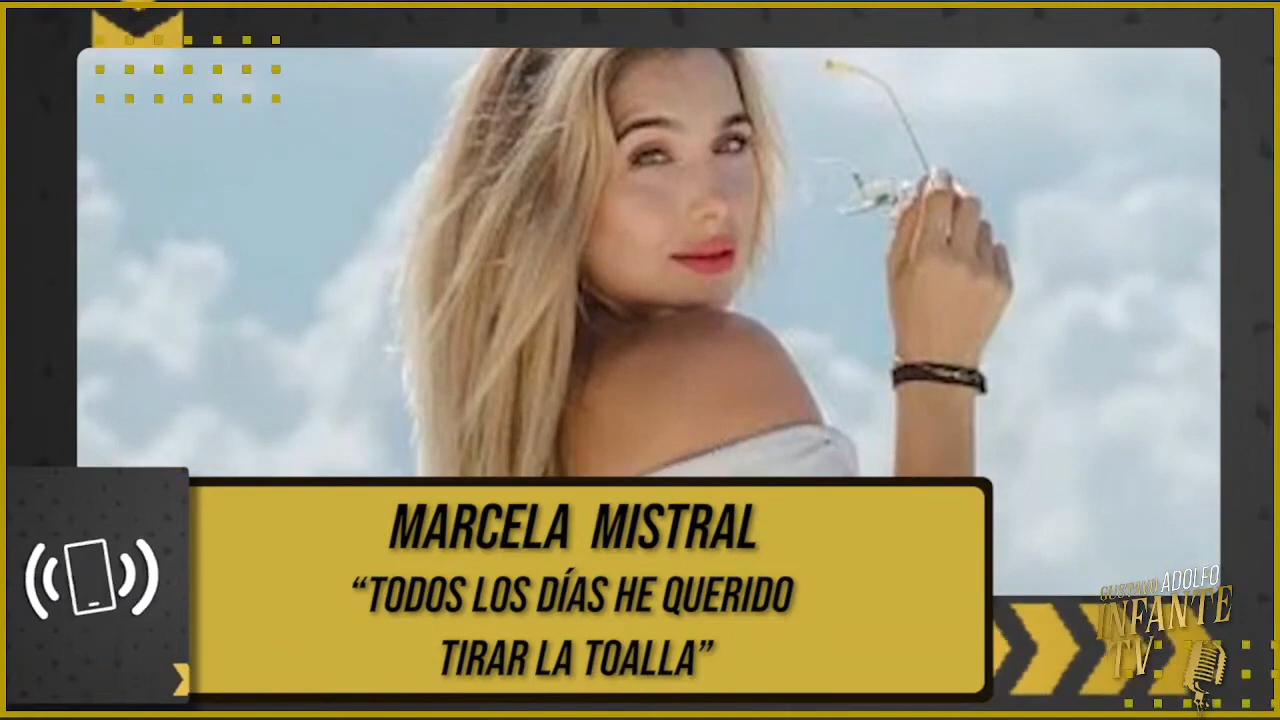 MARCELA MISTRAL
“TODOS LOS DÍAS HE QUERIDO
TIRAR LA TOALLA”
GUSTAVO ADOLFO
INFANTE
TV